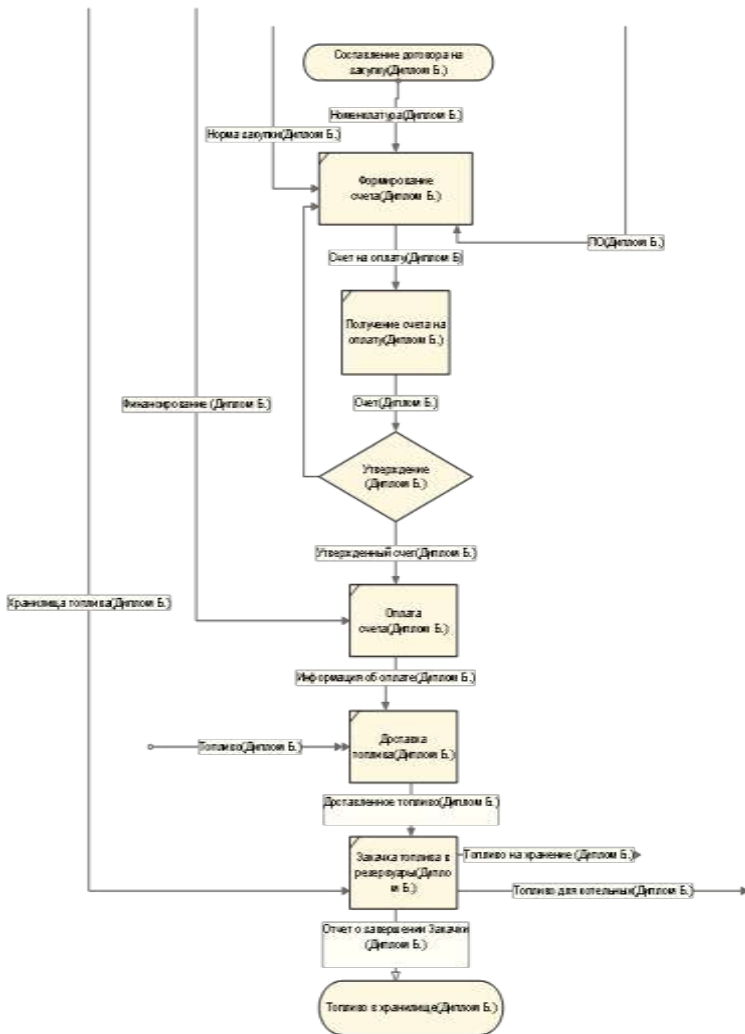 Составление договора на
закупку(Диплом Б.)
Номенклатура(Диплом Б.)
Норма закупки(Диплом Б.)
Формирование
счета(Диплом Б.)
ПО(Диплом Б.)
Счет на оплату(Диплом Б)
Получение счета на
оплату(Диплом Б.)
Финансирование (Диплом Б.)
Счет(Диплом Б.)
Утверждение
(Диплом Б.)
Утвержденный счет(Диплом Б.)
Хранилища топлива(Диплом Б.)
Оплата
счета(Диплом Б.)
Информация об оплате(Диплом Б.)
Топливо(Диплом Б.)
Доставка
топлива(Диплом Б.)
Доставленное топливо(Диплом Б.)
Закачка топлива в
резервуары(Дипло
м Б.)
Топливо на хранение (Диплом Б.)
Топливо для котельных(Диплом Б.)
Отчет о завершении Закачки
(Диплом Б.)
Топливо в хранилище(Диплом Б.)